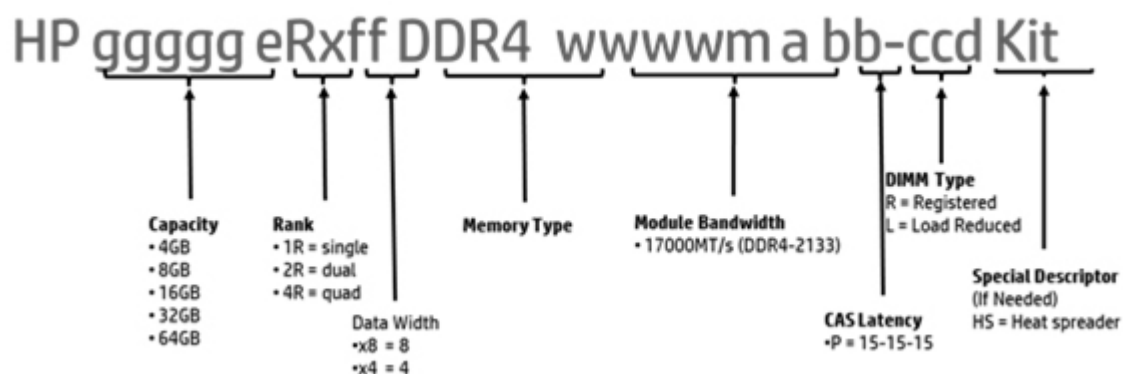 HP ggggg eRxff DDR4 wwwwm a bb-ccd Kit
Capacity
• 4GB
• 8GB
• 16GB
• 32GB
• 64GB
Rank
• 1R = single
• 2R = dual
• 4R = quad
Data Width
•x8 = 8
•x4 = 4
Memory Type
Module Bandwidth
• 17000MT/s (DDR4-2133)
CAS Latency
•P = 15-15-15
DIMM Type
R = Registered
L = Load Reduced
Special Descriptor
(If Needed)
HS = Heat spreader